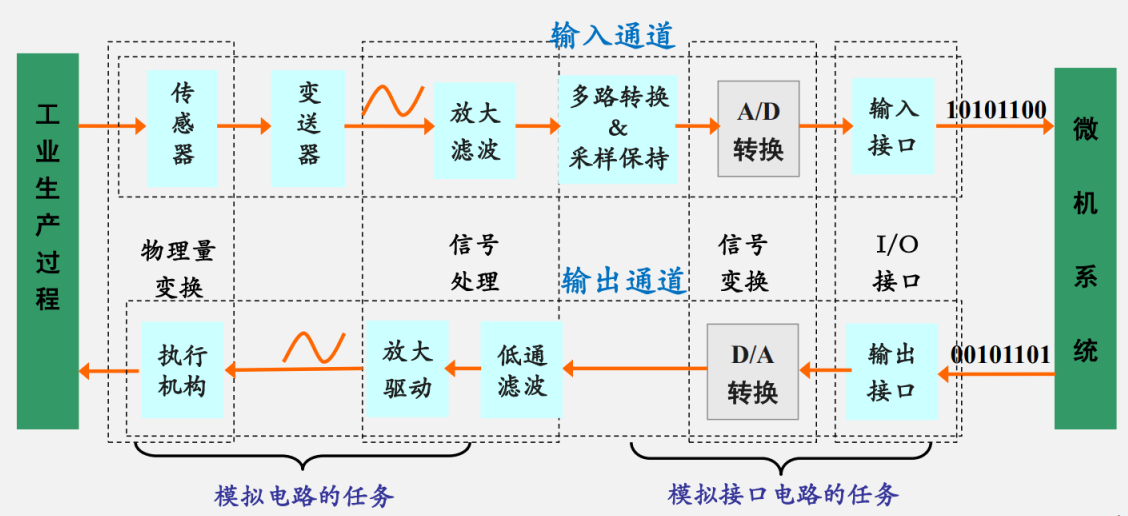 输入通道
工业生产过程
传感器
变送器
放大
滤波
多路转换
&
采样保持
A/D
转换
输入
接口
10101100
微机系统
物理量
变换
信号
处理
信号
变换
I/O
接口
输出通道
执行
机构
放大
驱动
低通
滤波
D/A
转换
输出
接口
00101101
模拟电路的任务
模拟接口电路的任务